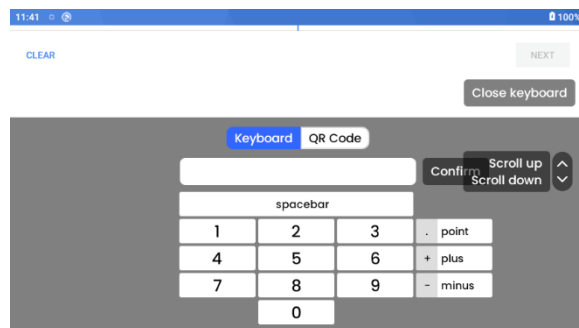 11:41 100%
CLEAR NEXT
Close keyboard
Keyboard QR Code
Confirm Scroll up
Scroll down
spacebar
1 2 3 . point
4 5 6 + plus
7 8 9 - minus
0